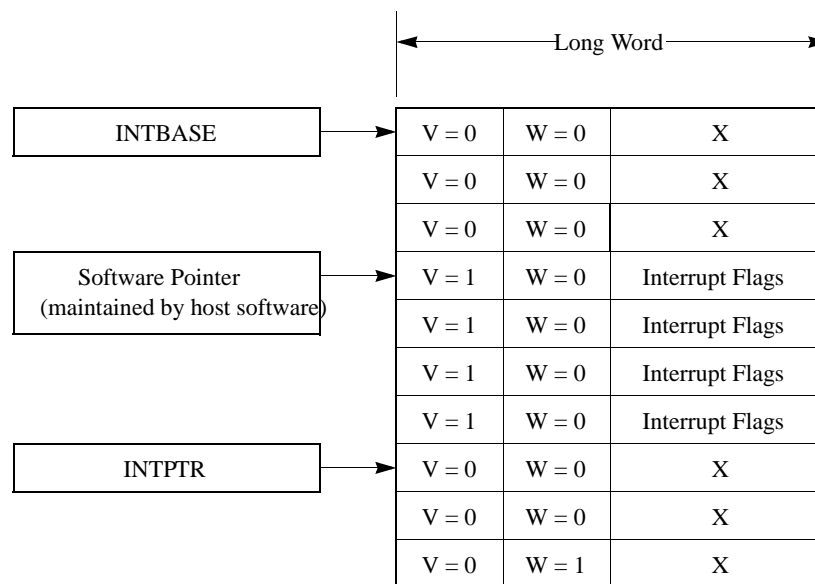 Long Word
INTBASE V = 0 W = 0 X
V = 0 W = 0 X
V = 0 W = 0 X
Software Pointer
(maintained by host software)
V = 1 W = 0 Interrupt Flags
V = 1 W = 0 Interrupt Flags
V = 1 W = 0 Interrupt Flags
V = 1 W = 0 Interrupt Flags
INTPTR V = 0 W = 0 X
V = 0 W = 0 X
V = 0 W = 1 X